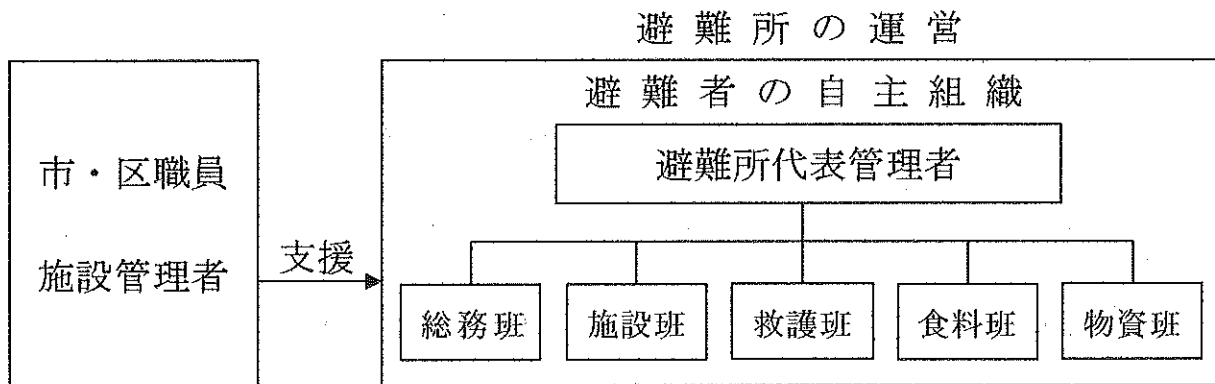 避難所の運営
避難者の自主組織
避難所代表管理者
市・区職員
施設管理者
支援
総務班
施設班
救護班
食料班
物資班